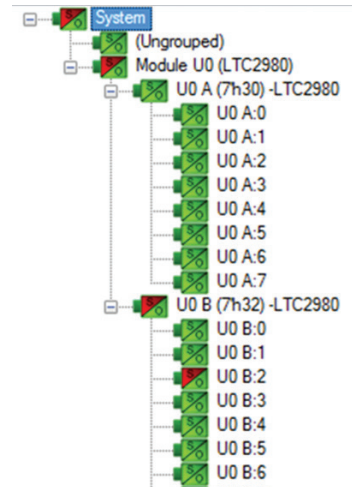 System
(Ungrouped)
Module U0 (LTC2980)
U0 A (7h30) -LTC2980
U0 A:0
U0 A:1
U0 A:2
U0 A:3
U0 A:4
U0 A:5
U0 A:6
U0 A:7
U0 B (7h32) -LTC2980
U0 B:0
U0 B:1
U0 B:2
U0 B:3
U0 B:4
U0 B:5
U0 B:6